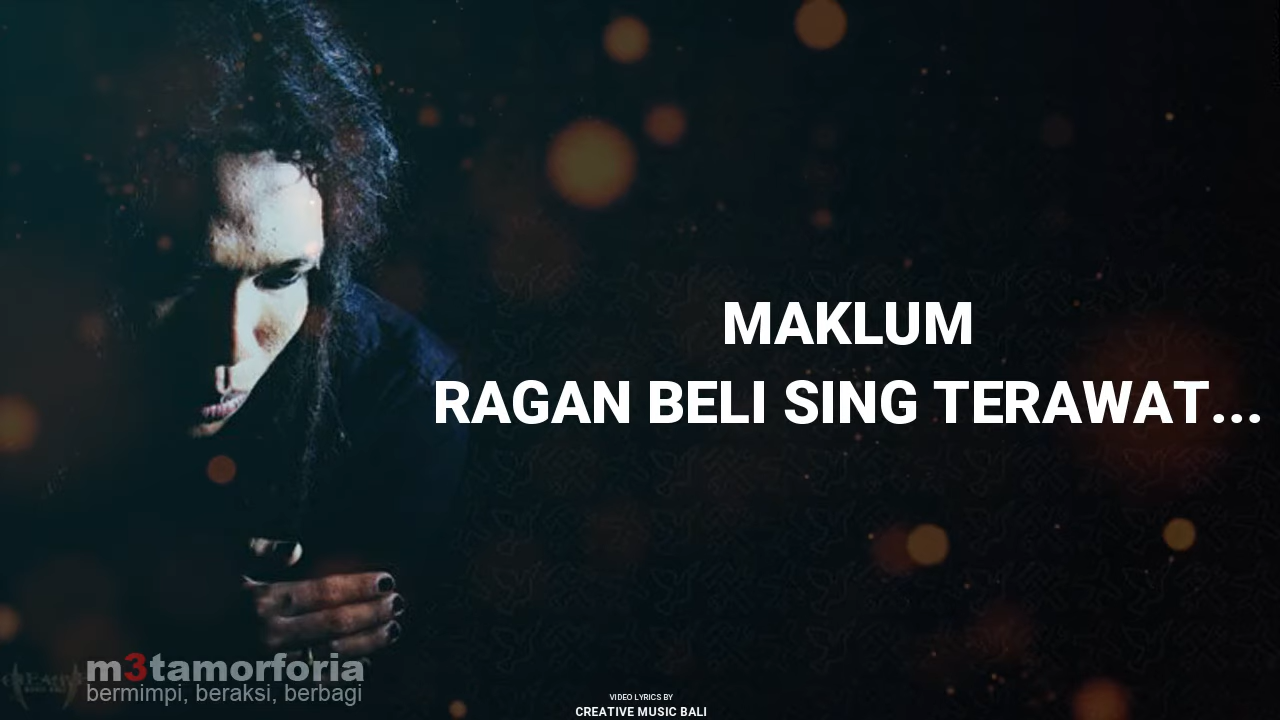 MAKLUM
RAGAN BELI SING TERAWAT...
m3tamorforia
bermimpi, beraksi, berbagi
VIDEO LYRICS BY
CREATIVE MUSIC BALI